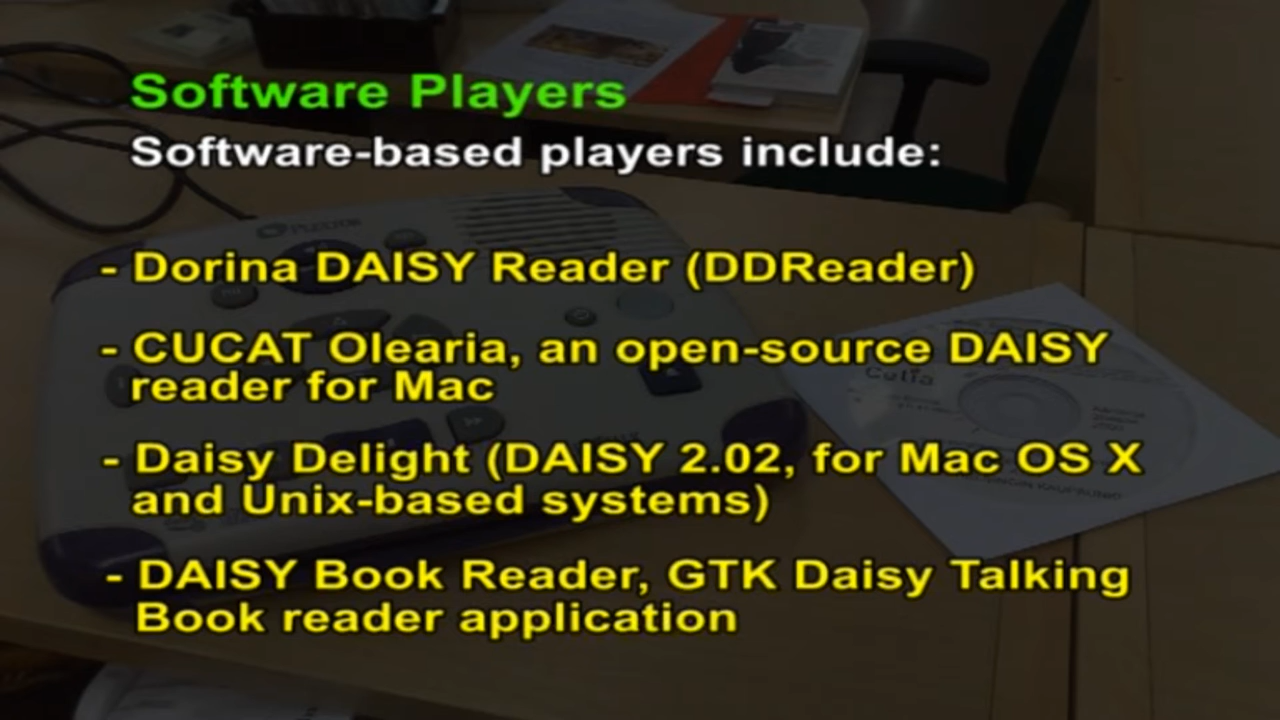 Software Players
Software-based players include:
- Dorina DAISY Reader (DDReader)
- CUCAT Olearia, an open-source DAISY
reader for Mac
- Daisy Delight (DAISY 2.02, for Mac OS X
and Unix-based systems)
- DAISY Book Reader, GTK Daisy Talking
Book reader application